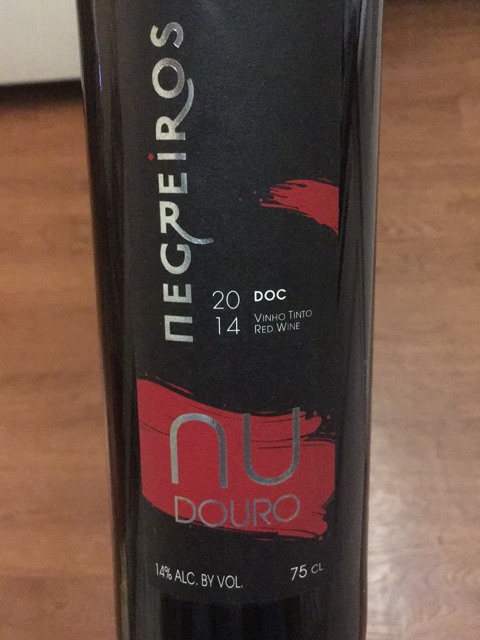 NEGREIROS
20
14
DOC
VINHO TINTO
RED WINE
NU
DOURO
14% ALC. BY VOL.
75 CL